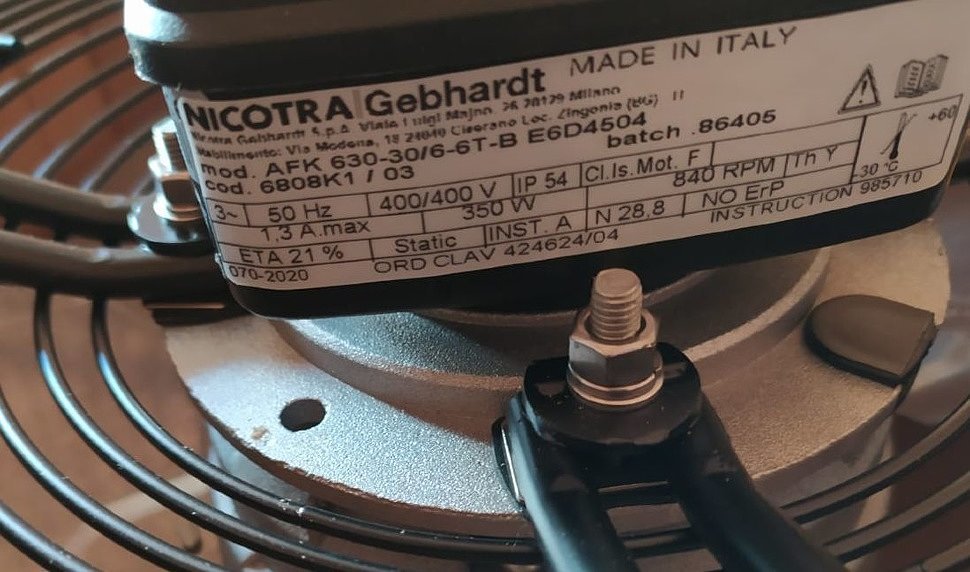 NICOTRA Gebhardt MADE IN ITALY
Nicotra Gebhardt S.p.A. Viale Luigi Majno, 26 20129 Milano
Stabilimento: Via Modena, 18 24040 Ciserano Loc. Zingonia (BG) II
mod. AFK 630-30/6-6T-B E6D4504
cod. 6808K1 / 03 batch .86405
+60
3~ 50 Hz 400/400 V IP 54 Cl.Is. Mot. F
-30 °C
1,3 A.max 350 W 840 RPM Th Y
ETA 21 % Static INST. A N 28,8 NO ErP
070-2020 ORD CLAV 424624/04 INSTRUCTION 985710